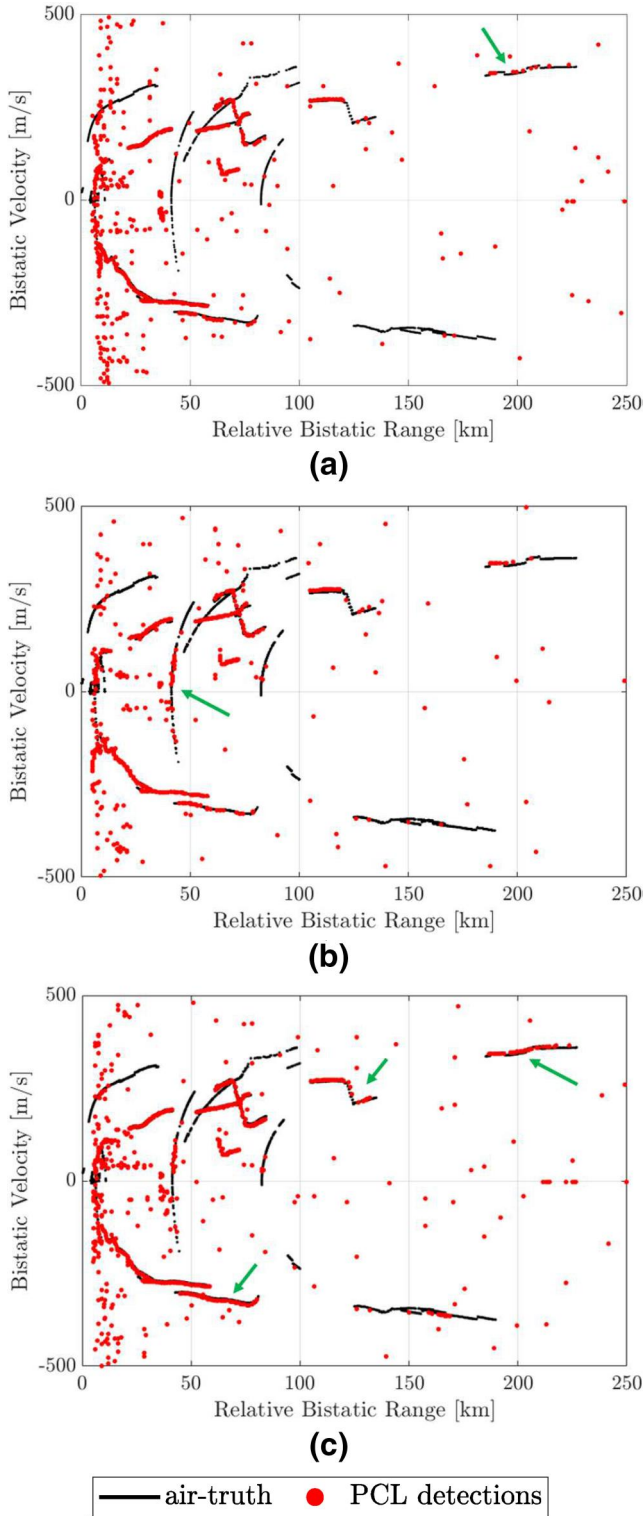 500
0
-500
Bistatic Velocity [m/s]
0 50 100 150 200 250
Relative Bistatic Range [km]
(a)
500
0
-500
Bistatic Velocity [m/s]
0 50 100 150 200 250
Relative Bistatic Range [km]
(b)
500
0
-500
Bistatic Velocity [m/s]
0 50 100 150 200 250
Relative Bistatic Range [km]
(c)
air-truth PCL detections